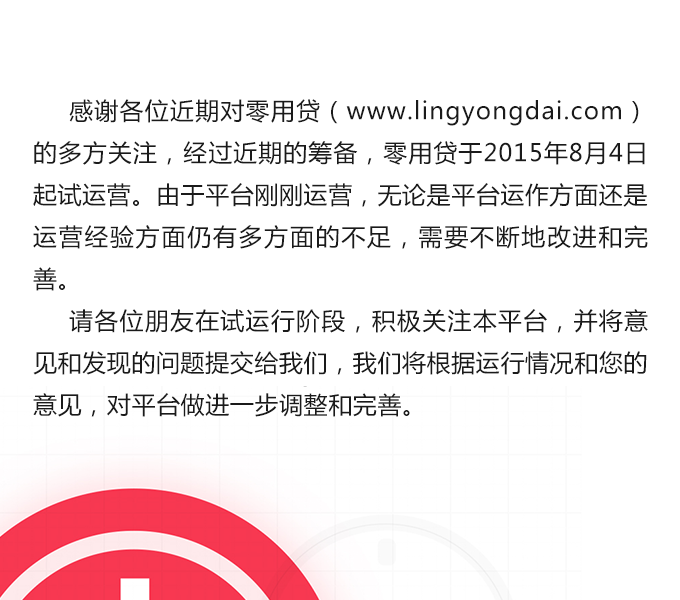 感谢各位近期对零用贷（www.lingyongdai.com）
的多方关注，经过近期的筹备，零用贷于2015年8月4日
起试运营。由于平台刚刚运营，无论是平台运作方面还是
运营经验方面仍有多方面的不足，需要不断地改进和完
善。
请各位朋友在试运行阶段，积极关注本平台，并将意
见和发现的问题提交给我们，我们将根据运行情况和您的
意见，对平台做进一步调整和完善。